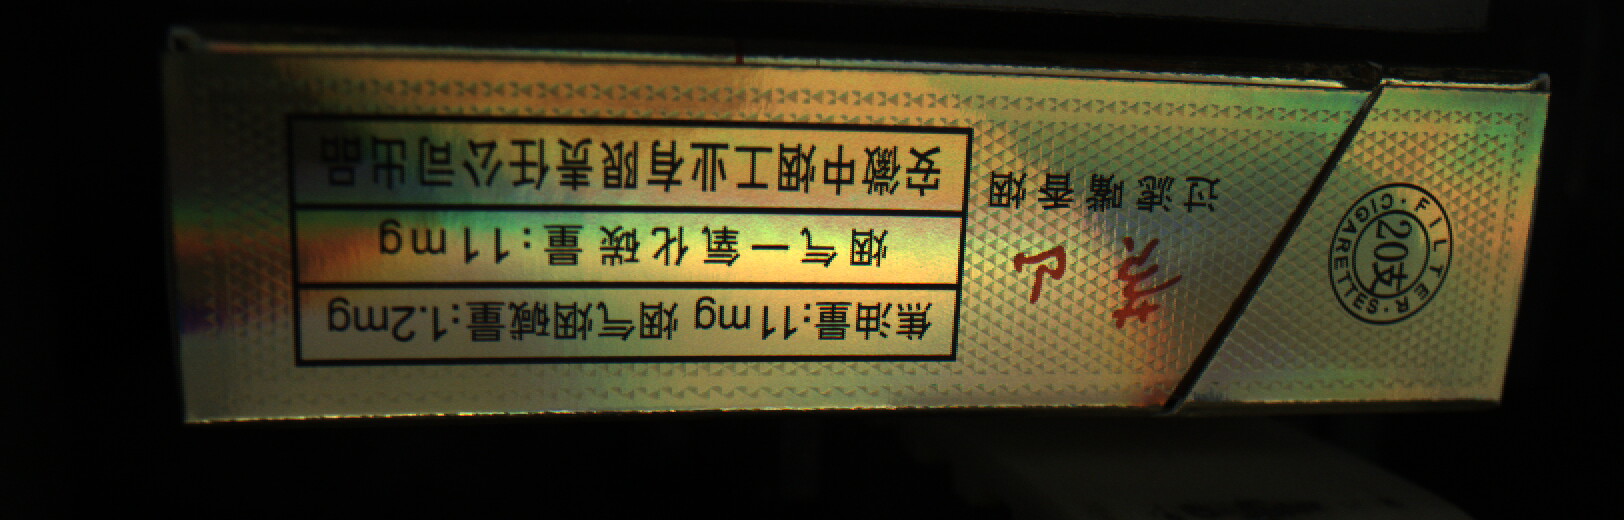 ·FILTER·
20支
CIGARETTES
黄山
过滤嘴香烟
焦油量:11mg 烟气烟碱量:1.2mg
烟气一氧化碳量:11mg
安徽中烟工业有限责任公司出品